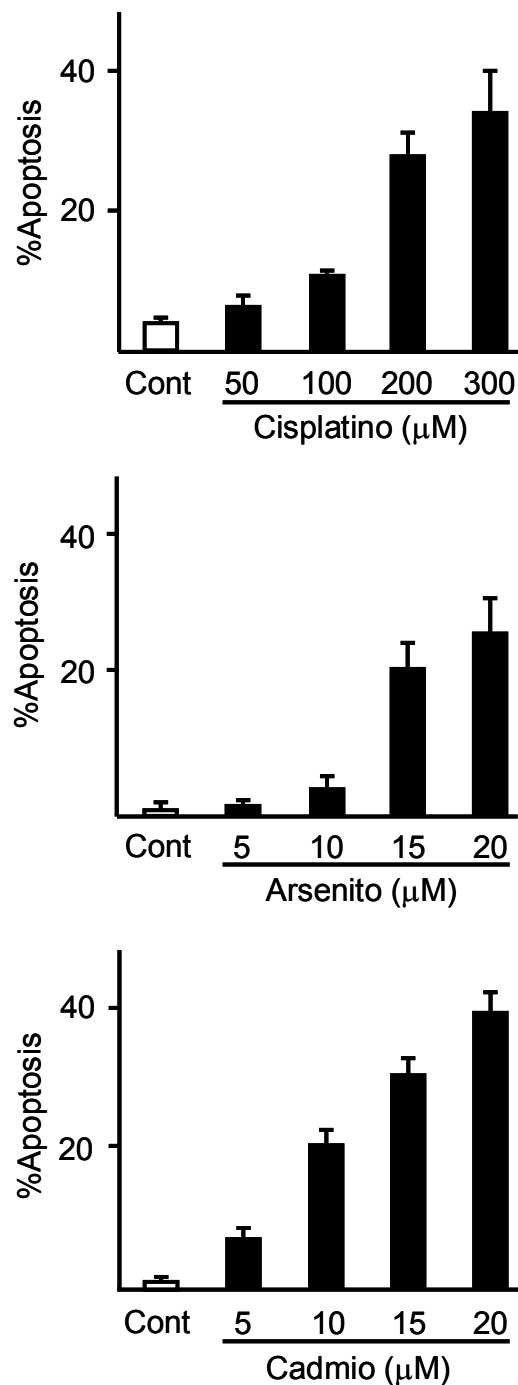 %Apoptosis
40
20
Cont 50 100 200 300
Cisplatino (μM)
%Apoptosis
40
20
Cont 5 10 15 20
Arsenito (μM)
%Apoptosis
40
20
Cont 5 10 15 20
Cadmio (μM)